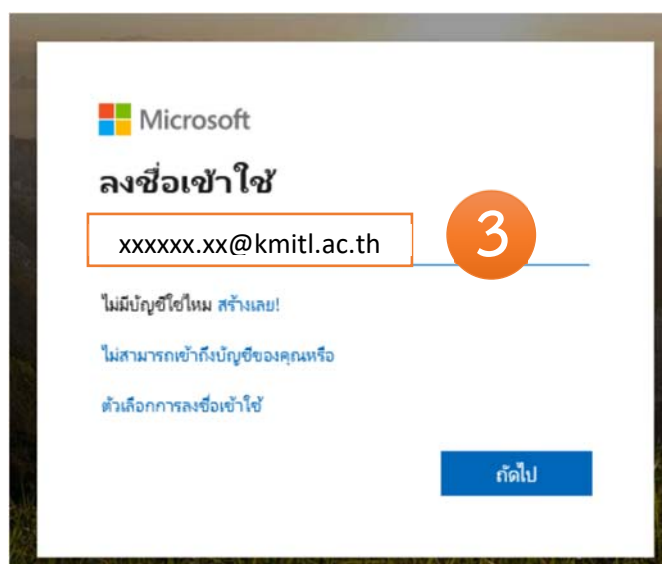 Microsoft
ลงชื่อเข้าใช้
xxxxxx.xx@kmitl.ac.th
3
ไม่มีบัญชีใช่ไหม สร้างเลย!
ไม่สามารถเข้าถึงบัญชีของคุณหรือ
ตัวเลือกการลงชื่อเข้าใช้
ถัดไป